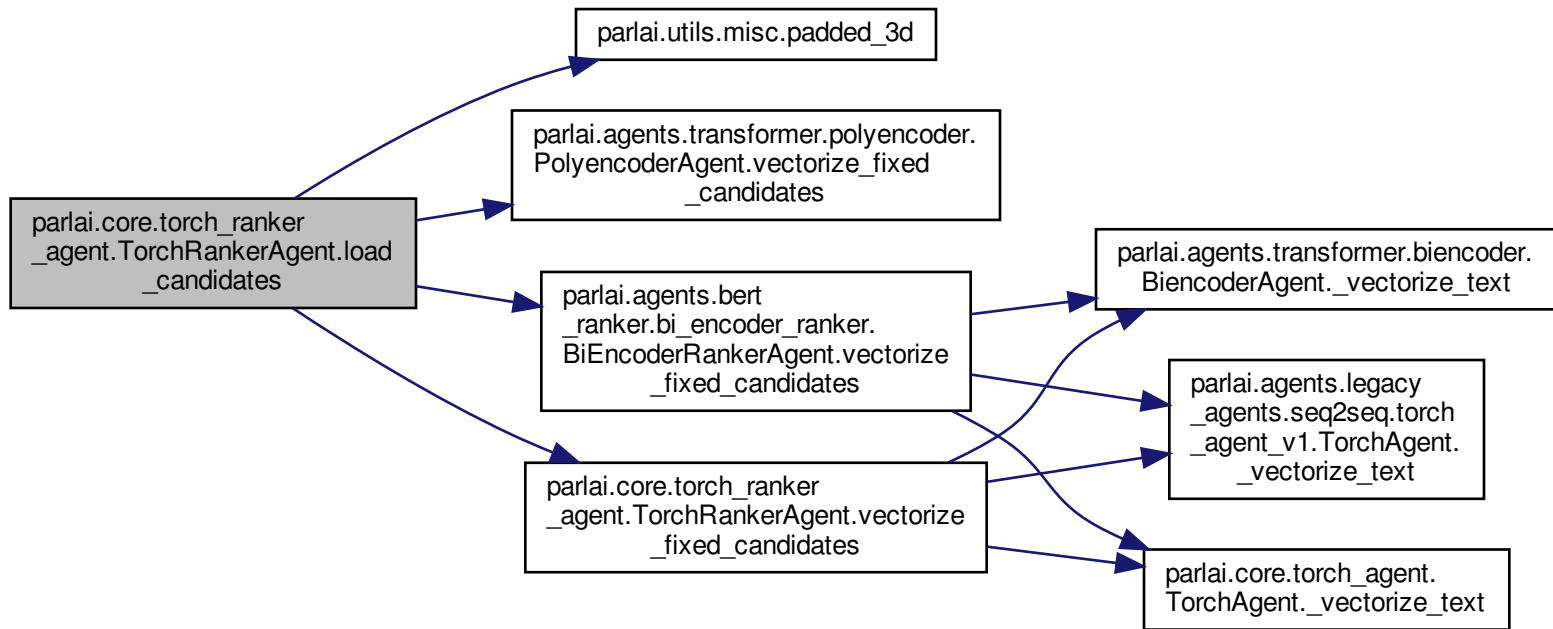 parlai.utils.misc.padded_3d
parlai.agents.transformer.polyencoder.
PolyencoderAgent.vectorize_fixed
_candidates
parlai.core.torch_ranker
_agent.TorchRankerAgent.load
_candidates
parlai.agents.transformer.biencoder.
BiencoderAgent._vectorize_text
parlai.agents.bert
_ranker.bi_encoder_ranker.
BiEncoderRankerAgent.vectorize
_fixed_candidates
parlai.agents.legacy
_agents.seq2seq.torch
_agent_v1.TorchAgent.
_vectorize_text
parlai.core.torch_ranker
_agent.TorchRankerAgent.vectorize
_fixed_candidates
parlai.core.torch_agent.
TorchAgent._vectorize_text